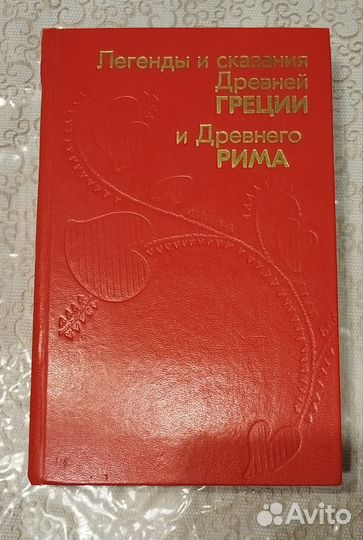 Легенды и сказания
Древней
ГРЕЦИИ
и Древнего
РИМА
Avito